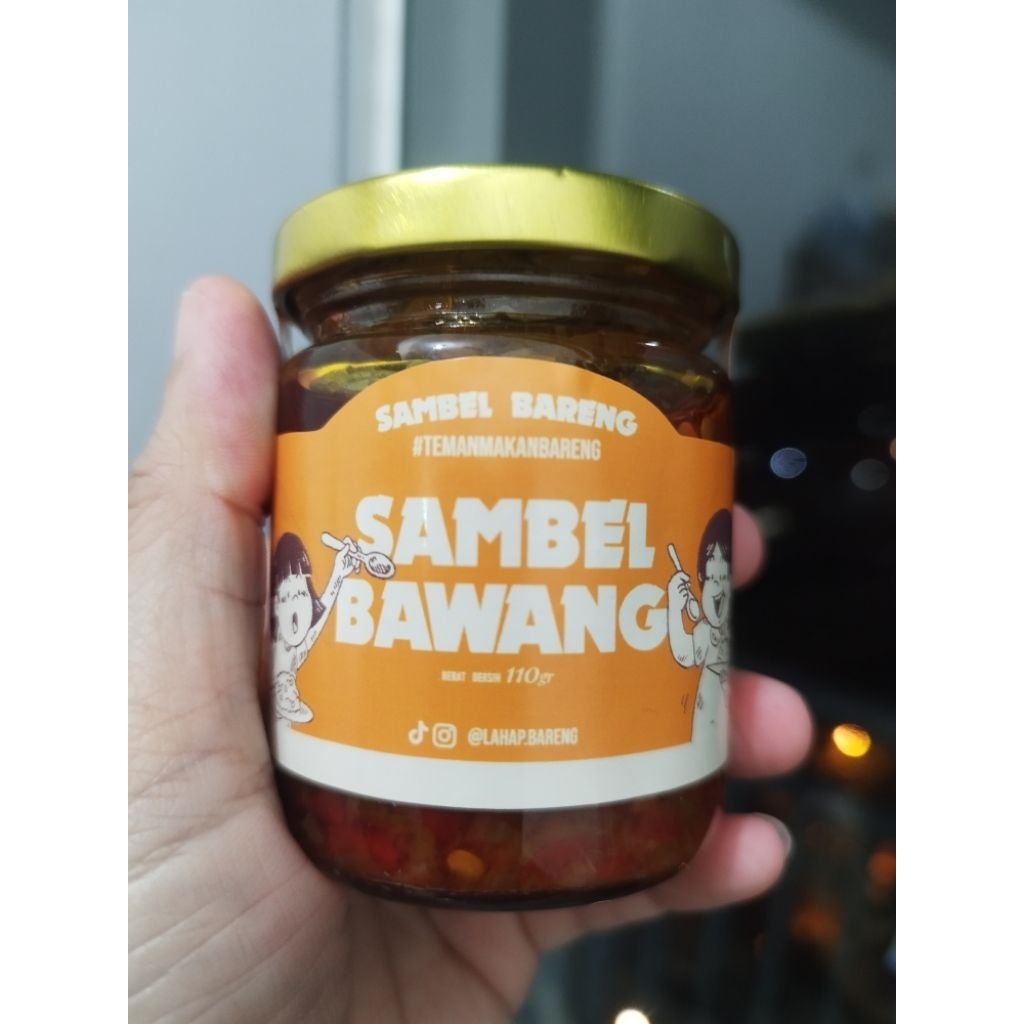 SAMBEL BARENG
#TEMANMAKANBARENG
SAMBEL
BAWANG
BERAT BERSIH 110gr
@LAHAP.BARENG